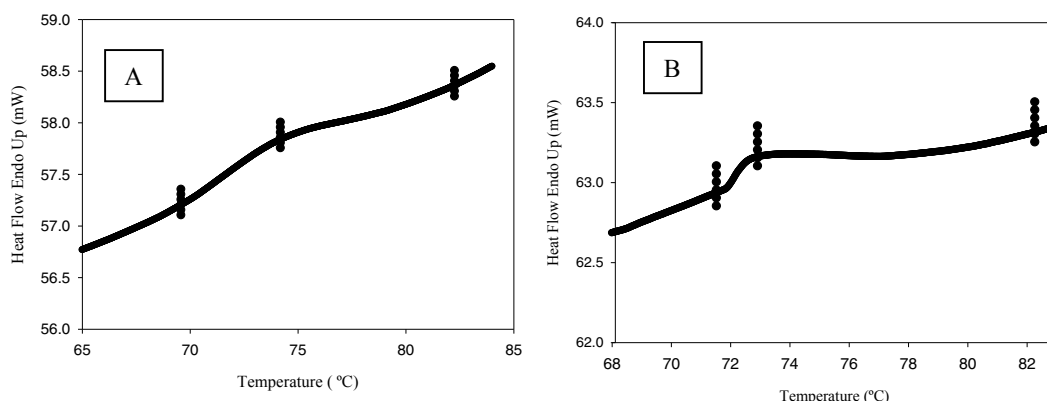 59.0
58.5
58.0
57.5
57.0
56.5
56.0
65 70 75 80 85
Heat Flow Endo Up (mW)
Temperature ( ºC)
A
64.0
63.5
63.0
62.5
62.0
68 70 72 74 76 78 80 82
Heat Flow Endo Up (mW)
Temperature (ºC)
B